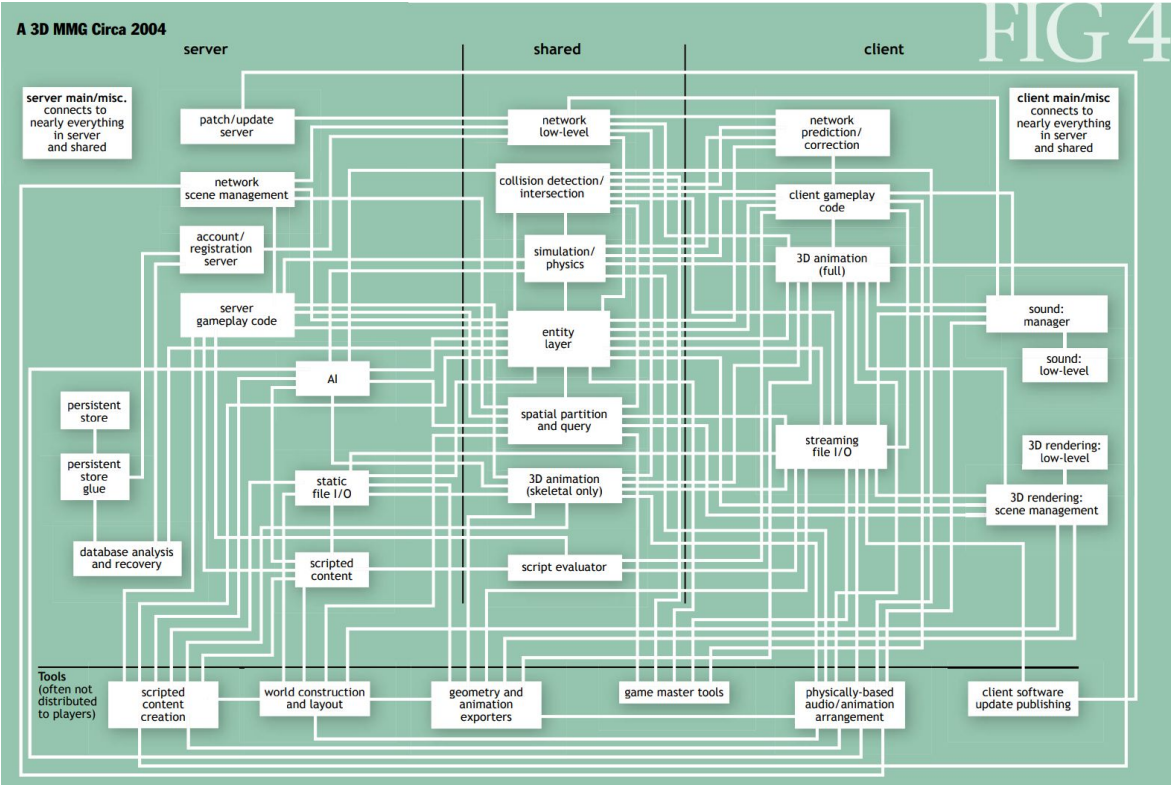 FIG 4
A 3D MMG Circa 2004
server
shared
client
server main/misc.
connects to
nearly everything
in server
and shared
patch/update
server
network
scene management
account/
registration
server
server
gameplay code
AI
persistent
store
persistent
store
glue
static
file I/O
database analysis
and recovery
scripted
content
network
low-level
collision detection/
intersection
simulation/
physics
entity
layer
spatial partition
and query
3D animation
(skeletal only)
script evaluator
network
prediction/
correction
client gameplay
code
3D animation
(full)
streaming
file I/O
client main/misc
connects to
nearly everything
in server
and shared
sound:
manager
sound:
low-level
3D rendering:
low-level
3D rendering:
scene management
Tools
(often not
distributed
to players)
scripted
content
creation
world construction
and layout
geometry and
animation
exporters
game master tools
physically-based
audio/animation
arrangement
client software
update publishing